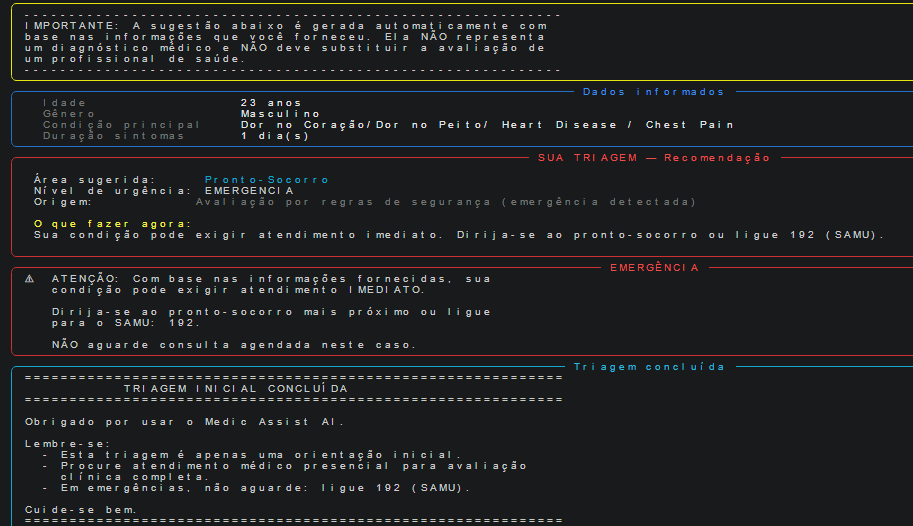 ------------------------------------------------------------
IMPORTANTE: A sugestão abaixo é gerada automaticamente com
base nas informações que você forneceu. Ela NÃO representa
um diagnóstico médico e NÃO deve substituir a avaliação de
um profissional de saúde.
------------------------------------------------------------
Dados informados
Idade 23 anos
Gênero Masculino
Condição principal Dor no Coração/Dor no Peito/ Heart Disease / Chest Pain
Duração sintomas 1 dia(s)
SUA TRIAGEM — Recomendação
Área sugerida: Pronto-Socorro
Nível de urgência: EMERGENCIA
Origem: Avaliação por regras de segurança (emergência detectada)
O que fazer agora:
Sua condição pode exigir atendimento imediato. Dirija-se ao pronto-socorro ou ligue 192 (SAMU).
EMERGÊNCIA
⚠ ATENÇÃO: Com base nas informações fornecidas, sua
condição pode exigir atendimento IMEDIATO.
Dirija-se ao pronto-socorro mais próximo ou ligue
para o SAMU: 192.
NÃO aguarde consulta agendada neste caso.
Triagem concluída
============================================================
TRIAGEM INICIAL CONCLUÍDA
============================================================
Obrigado por usar o Medic Assist AI.
Lembre-se:
- Esta triagem é apenas uma orientação inicial.
- Procure atendimento médico presencial para avaliação
clínica completa.
- Em emergências, não aguarde: ligue 192 (SAMU).
Cuide-se bem.
============================================================